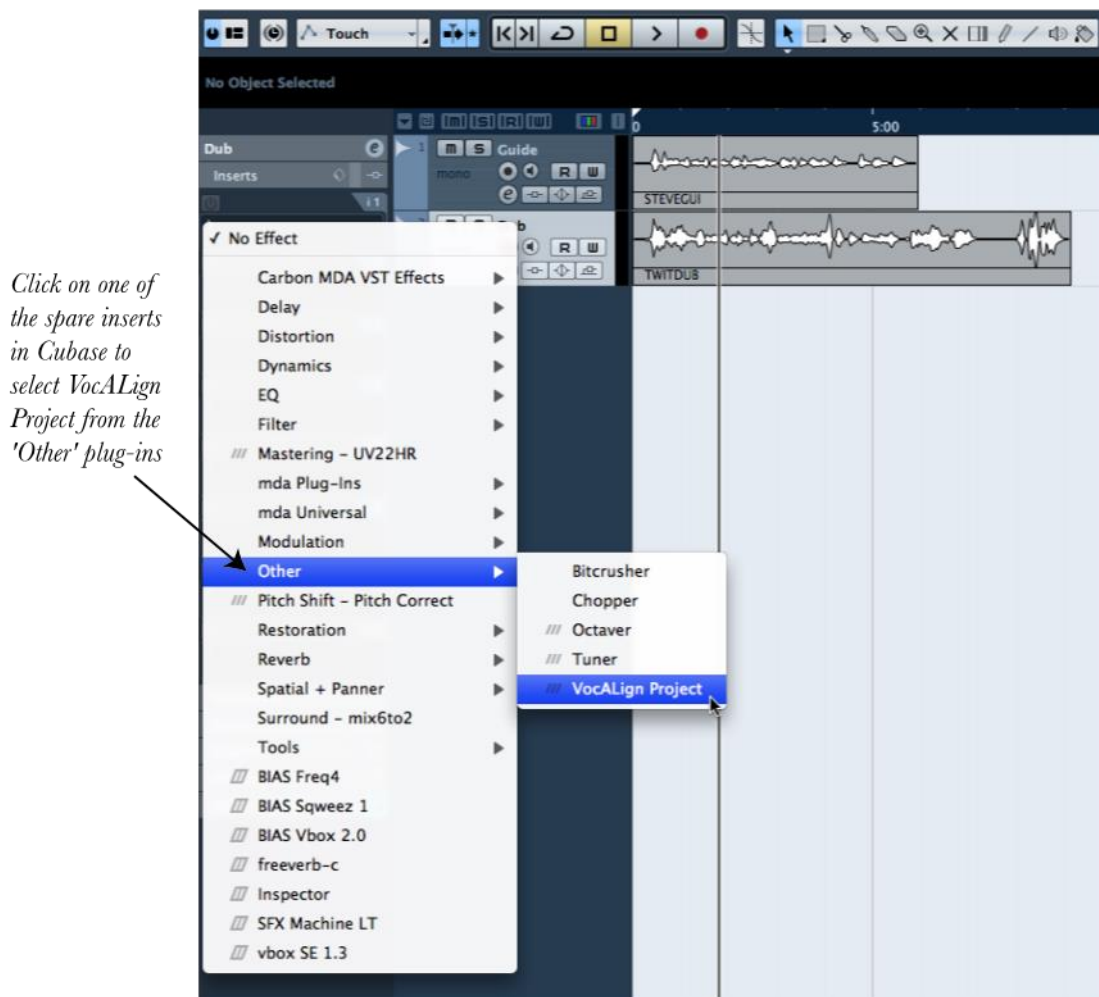 Touch
No Object Selected
m S R W
0 5:00
Dub e
1 m S Guide
Inserts
mono R W
e
i 1
STEVEGUI
b
R W
TWITDUB
✓ No Effect
Carbon MDA VST Effects
Delay
Distortion
Dynamics
EQ
Filter
Mastering - UV22HR
mda Plug-Ins
mda Universal
Modulation
Other
Pitch Shift - Pitch Correct
Restoration
Reverb
Spatial + Panner
Surround - mix6to2
Tools
BIAS Freq4
BIAS Sqweez 1
BIAS Vbox 2.0
freeverb-c
Inspector
SFX Machine LT
vbox SE 1.3
Bitcrusher
Chopper
Octaver
Tuner
VocALign Project
Click on one of
the spare inserts
in Cubase to
select VocALign
Project from the
'Other' plug-ins